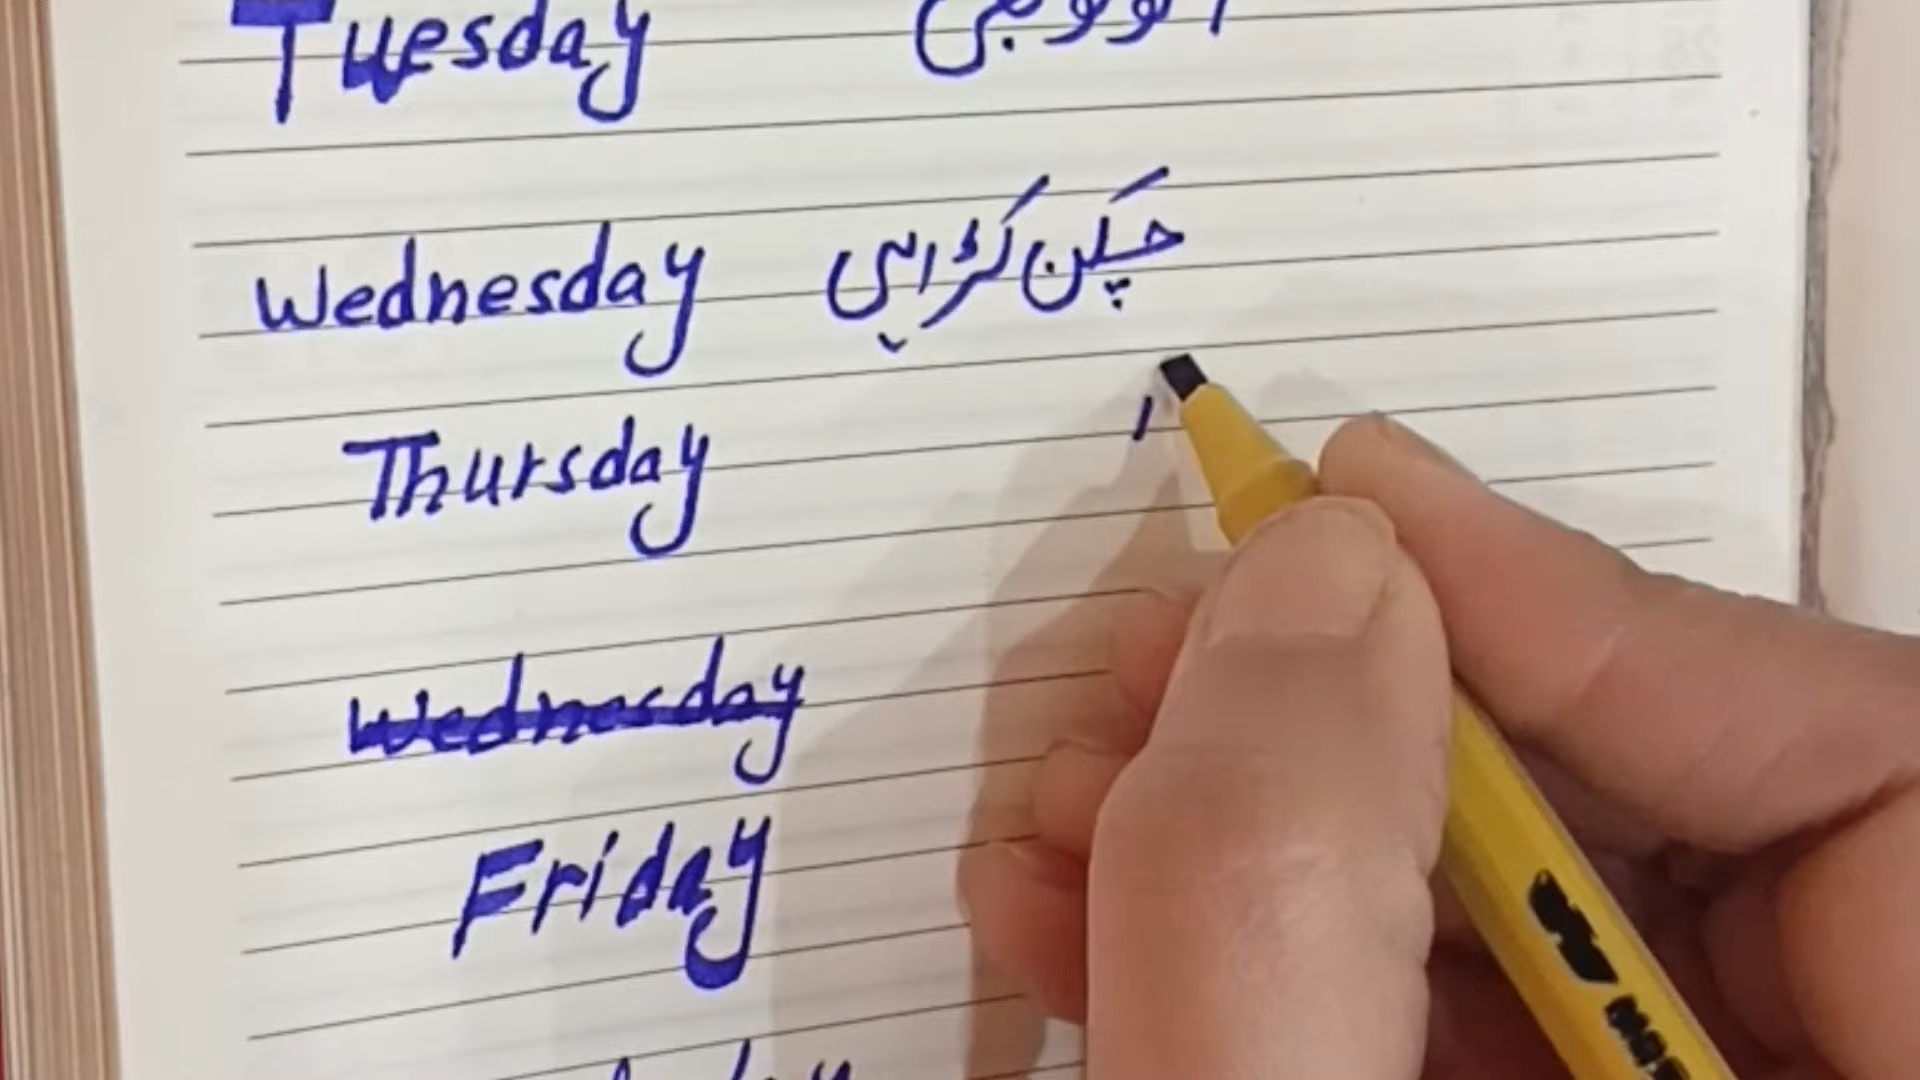 Tuesday
Wednesday چکن کڑاہی
Thursday
Wednesday
Friday